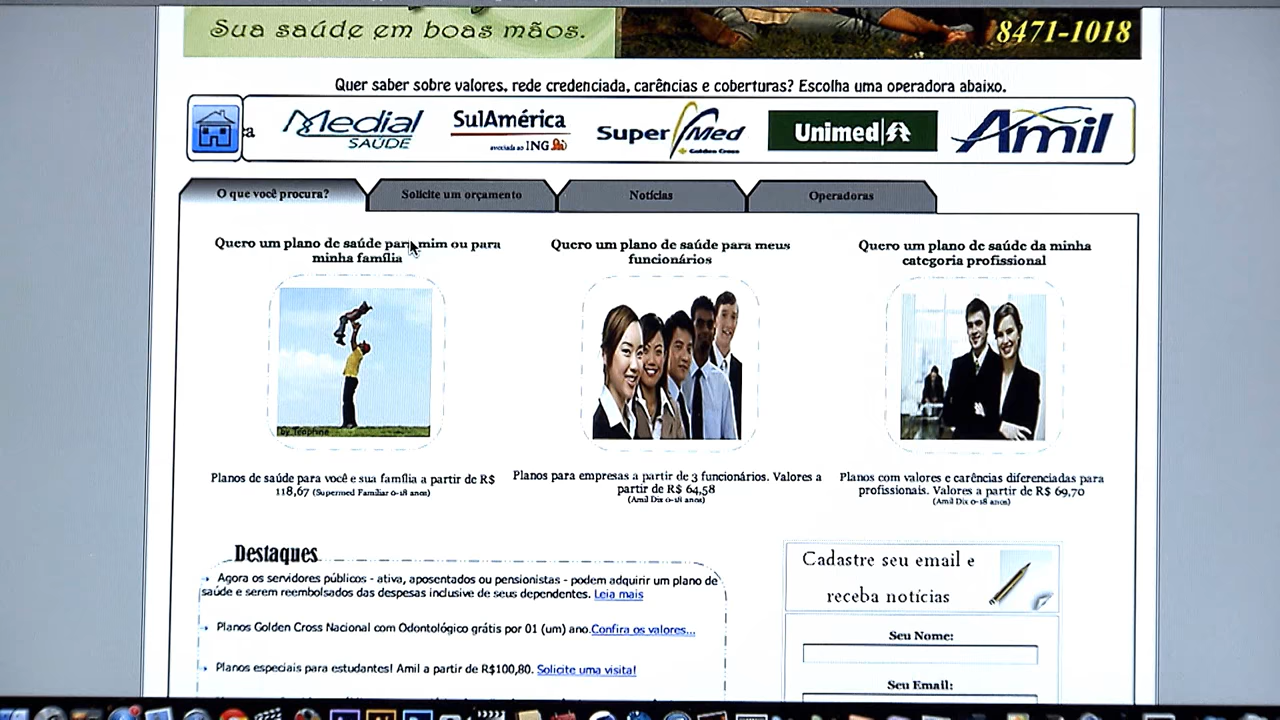 Sua saúde em boas mãos.
8471-1018
Quer saber sobre valores, rede credenciada, carências e coberturas? Escolha uma operadora abaixo.
ca
Medial
SAÚDE
SulAmérica
associada ao ING
Super Med
Golden Cross
Unimed
Amil
O que você procura?
Solicite um orçamento
Notícias
Operadoras
Quero um plano de saúde para mim ou para
minha família
Quero um plano de saúde para meus
funcionários
Quero um plano de saúde da minha
categoria profissional
by Teophine
Planos de saúde para você e sua família a partir de R$
118,67 (Supermed Familiar 0-18 anos)
Planos para empresas a partir de 3 funcionários. Valores a
partir de R$ 64,58
(Amil Dix 0-18 anos)
Planos com valores e carências diferenciadas para
profissionais. Valores a partir de R$ 69,70
(Amil Dix 0-18 anos)
Destaques
Agora os servidores públicos - ativa, aposentados ou pensionistas - podem adquirir um plano de
saúde e serem reembolsados das despesas inclusive de seus dependentes. Leia mais
Planos Golden Cross Nacional com Odontológico grátis por 01 (um) ano.Confira os valores...
Planos especiais para estudantes! Amil a partir de R$100,80. Solicite uma visita!
Cadastre seu email e
receba notícias
Seu Nome:
Seu Email: